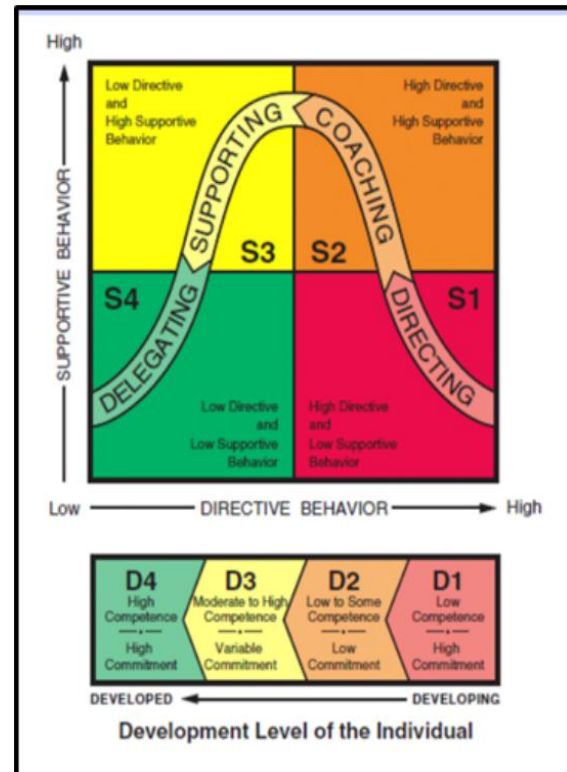 High
Low Directive
and
High Supportive
Behavior
High Directive
and
High Supportive
Behavior
SUPPORTING
COACHING
S3
S2
SUPPORTIVE BEHAVIOR
S4
S1
DELEGATING
DIRECTING
Low Directive
and
Low Supportive
Behavior
High Directive
and
Low Supportive
Behavior
Low
DIRECTIVE BEHAVIOR
High
D4
High
Competence
High
Commitment
D3
Moderate to High
Competence
Variable
Commitment
D2
Low to Some
Competence
Low
Commitment
D1
Low
Competence
High
Commitment
DEVELOPED
DEVELOPING
Development Level of the Individual